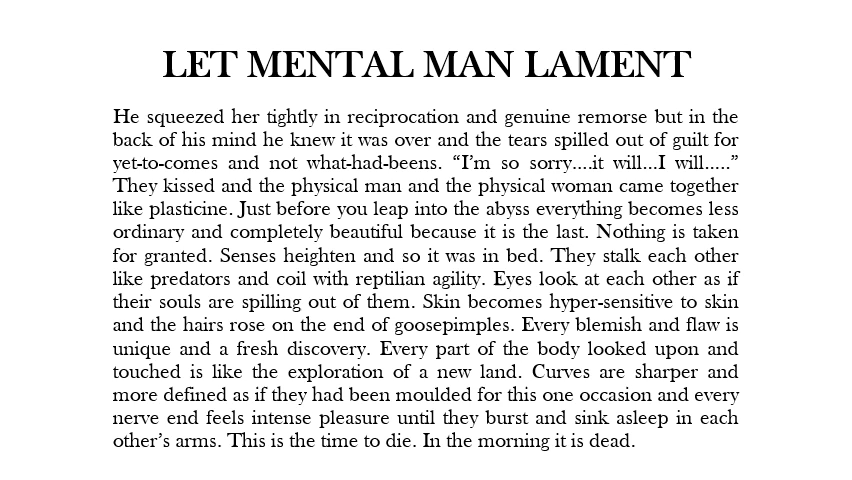 LET MENTAL MAN LAMENT
He squeezed her tightly in reciprocation and genuine remorse but in the
back of his mind he knew it was over and the tears spilled out of guilt for
yet-to-comes and not what-had-beens. “I’m so sorry....it will...I will.....”
They kissed and the physical man and the physical woman came together
like plasticine. Just before you leap into the abyss everything becomes less
ordinary and completely beautiful because it is the last. Nothing is taken
for granted. Senses heighten and so it was in bed. They stalk each other
like predators and coil with reptilian agility. Eyes look at each other as if
their souls are spilling out of them. Skin becomes hyper-sensitive to skin
and the hairs rose on the end of goosepimples. Every blemish and flaw is
unique and a fresh discovery. Every part of the body looked upon and
touched is like the exploration of a new land. Curves are sharper and
more defined as if they had been moulded for this one occasion and every
nerve end feels intense pleasure until they burst and sink asleep in each
other’s arms. This is the time to die. In the morning it is dead.